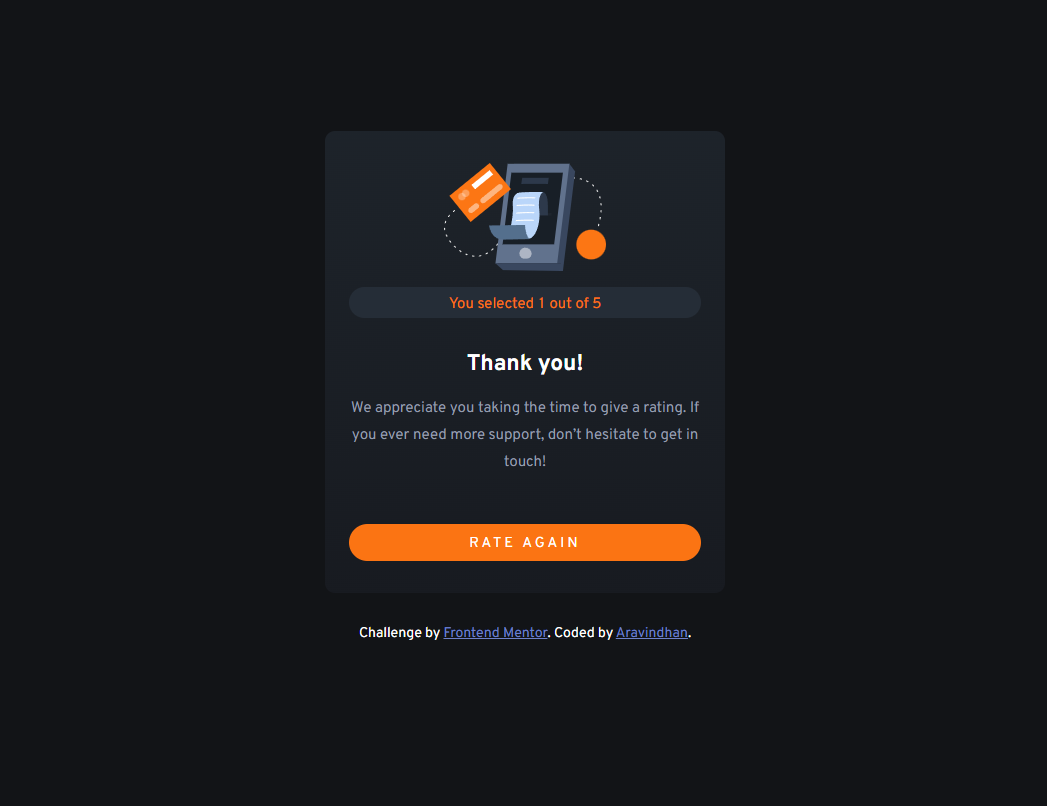 You selected 1 out of 5
Thank you!
We appreciate you taking the time to give a rating. If
you ever need more support, don’t hesitate to get in
touch!
RATE AGAIN
Challenge by Frontend Mentor. Coded by Aravindhan.